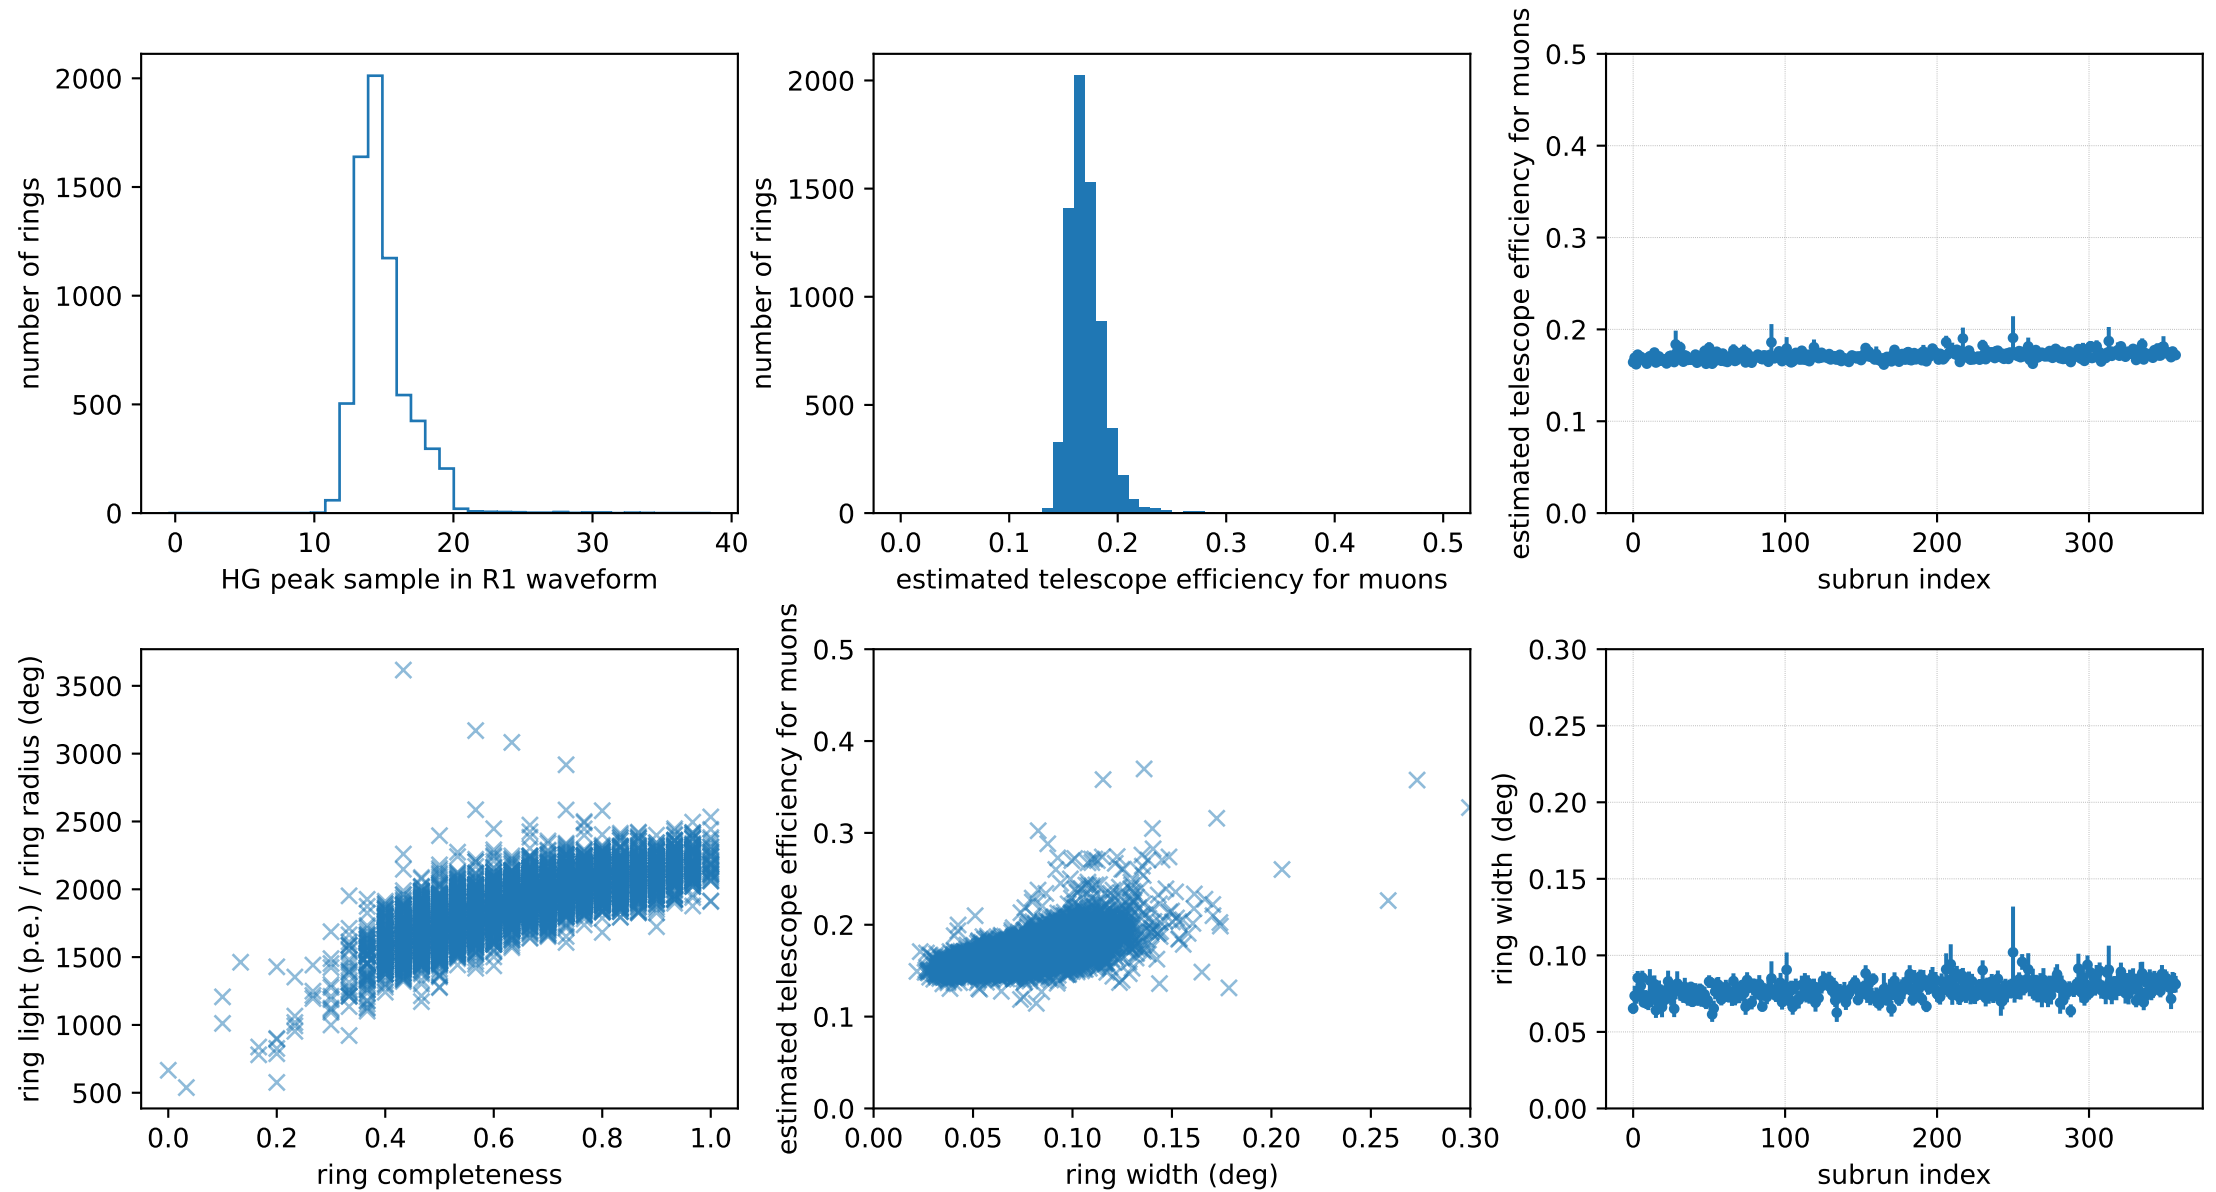 number of rings
2000
1500
1000
500
0
0 10 20 30 40
HG peak sample in R1 waveform
number of rings
2000
1500
1000
500
0
0.0 0.1 0.2 0.3 0.4 0.5
estimated telescope efficiency for muons
estimated telescope efficiency for muons
0.5
0.4
0.3
0.2
0.1
0.0
0 100 200 300
subrun index
ring light (p.e.) / ring radius (deg)
3500
3000
2500
2000
1500
1000
500
0.0 0.2 0.4 0.6 0.8 1.0
ring completeness
estimated telescope efficiency for muons
0.5
0.4
0.3
0.2
0.1
0.0
0.00 0.05 0.10 0.15 0.20 0.25 0.30
ring width (deg)
ring width (deg)
0.30
0.25
0.20
0.15
0.10
0.05
0.00
0 100 200 300
subrun index